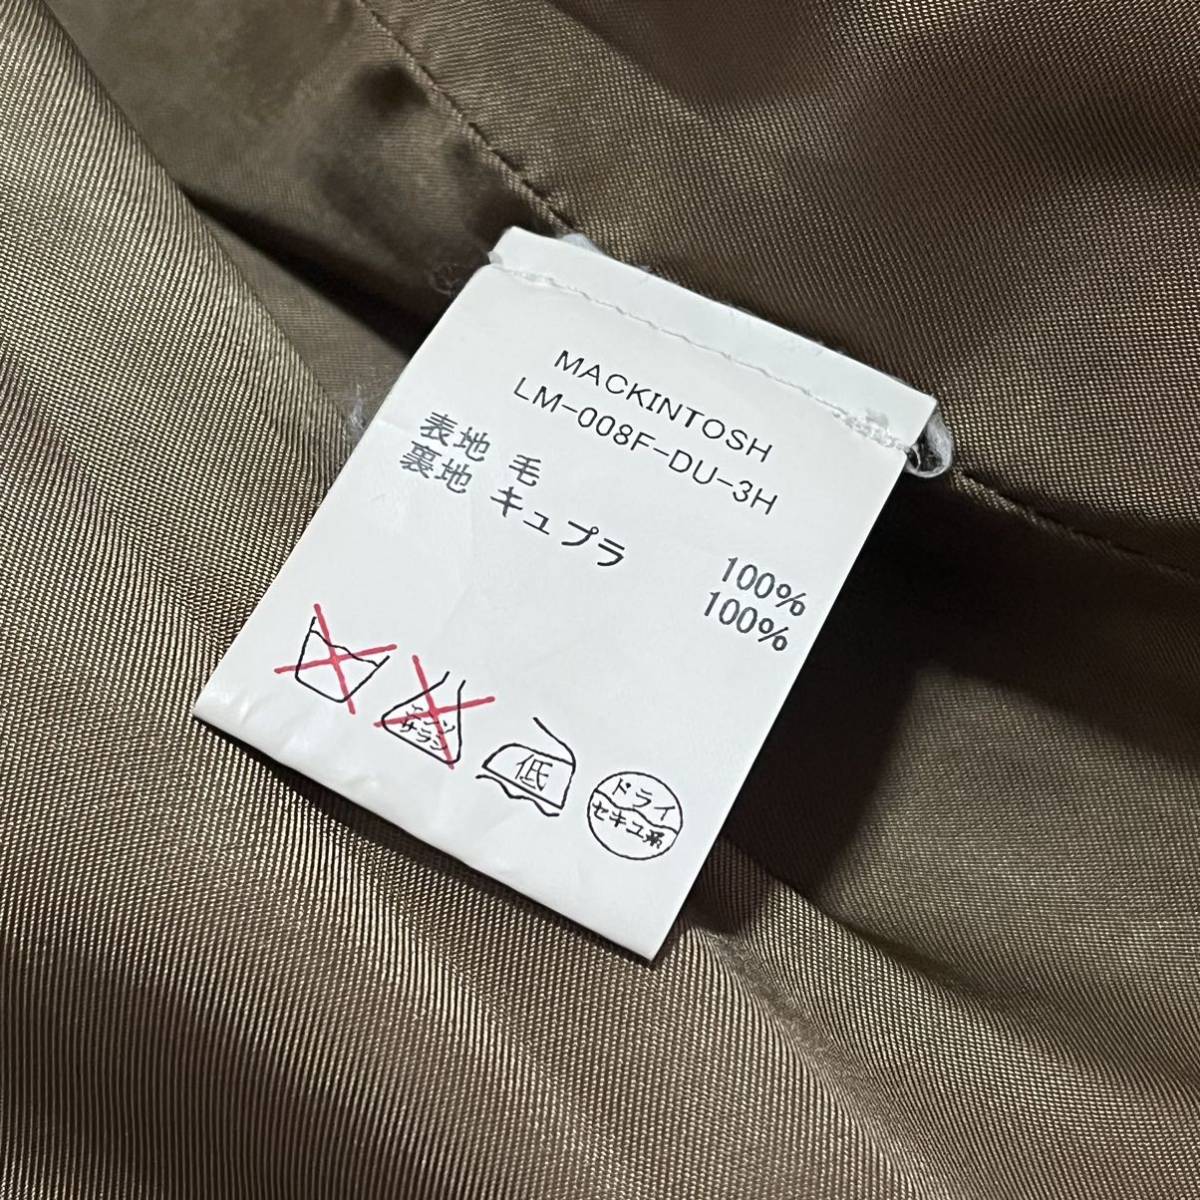 MACKINTOSH
LM-008F-DU-3H
表地 毛 100%
裏地 キュプラ 100%
エンソ
サラシ
低
ドライ
セキユ系